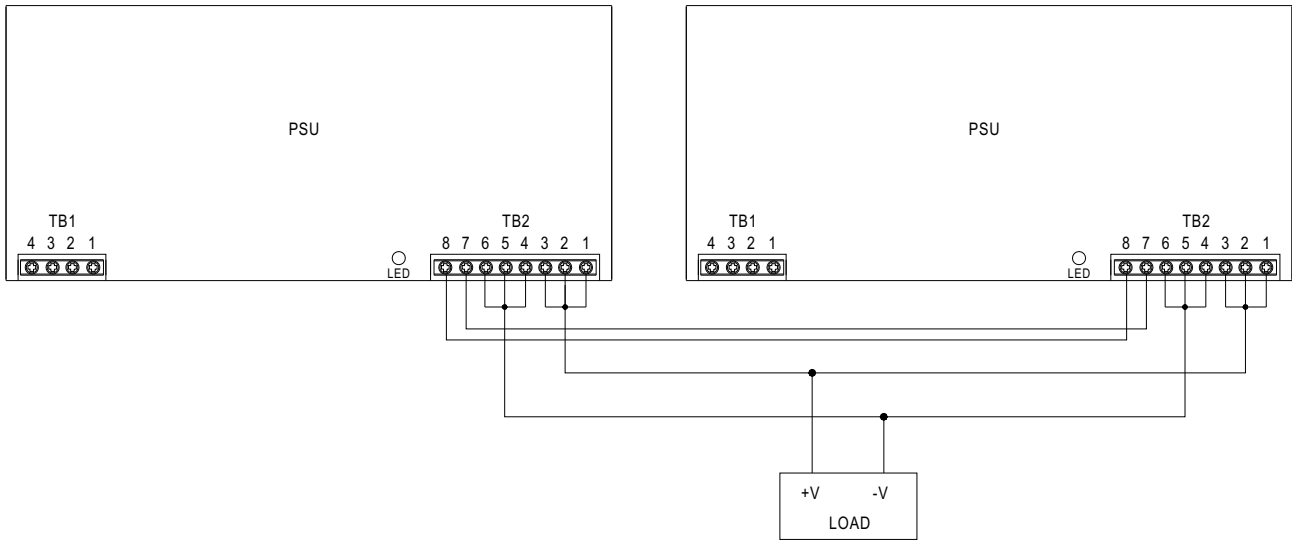 PSU PSU
TB1 TB2 TB1 TB2
4 3 2 1 8 7 6 5 4 3 2 1 4 3 2 1 8 7 6 5 4 3 2 1
LED LED
+V -V
LOAD